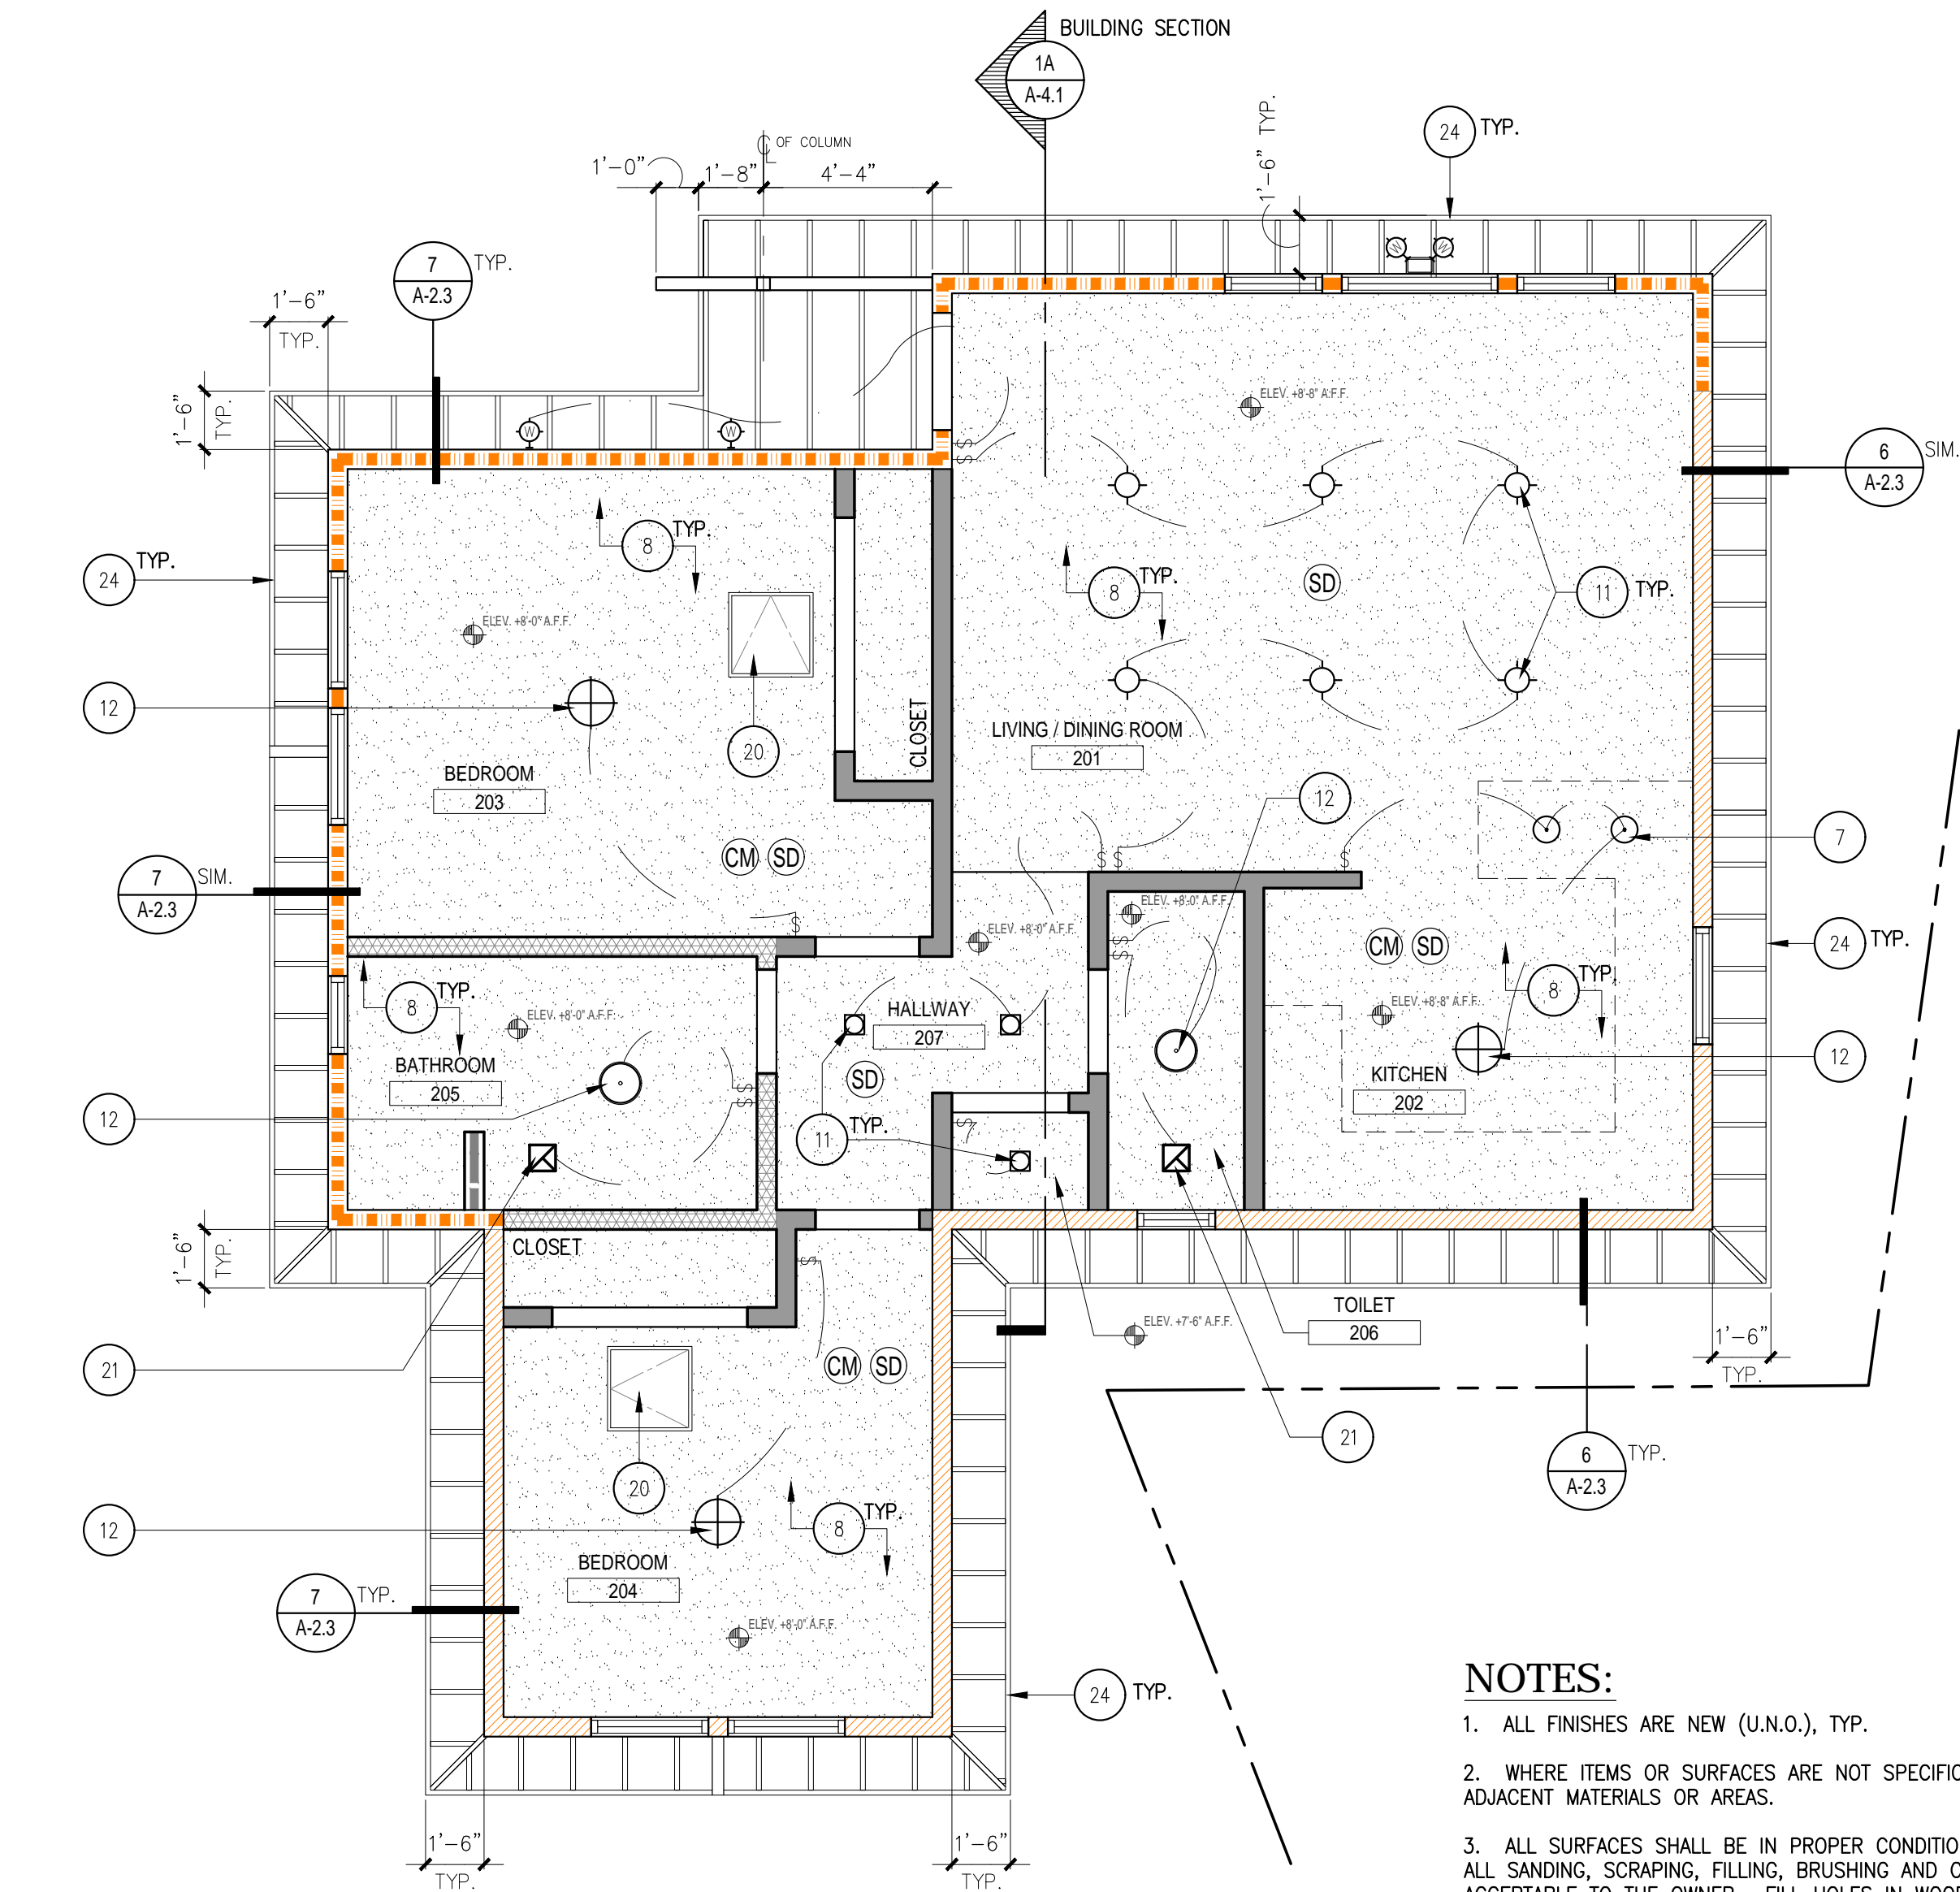 BUILDING SECTION
1A
A-4.1
24 TYP.
1'-6" TYP.
℄ OF COLUMN
1'-0"
1'-8"
4'-4"
7
A-2.3
TYP.
W W
1'-6"
TYP.
1'-6"
TYP.
W W
ELEV. +8'-8" A.F.F.
$
$
6
A-2.3
SIM.
8 TYP.
24 TYP.
8 TYP.
SD
11 TYP.
ELEV. +8'-0" A.F.F.
12
20
CLOSET
LIVING / DINING ROOM
201
BEDROOM
203
12
7
CM SD
$ $ $
7
A-2.3
SIM.
$
ELEV. +8'-0" A.F.F.
ELEV. +8'-0" A.F.F.
$
$
CM SD
24 TYP.
8 TYP.
8 TYP.
ELEV. +8'-0" A.F.F.
HALLWAY
207
ELEV. +8'-8" A.F.F.
BATHROOM
205
SD
$
$
12
KITCHEN
202
12
11 TYP.
$
CLOSET
1'-6"
TYP.
$
TOILET
206
ELEV. +7'-6" A.F.F.
1'-6"
TYP.
21
CM SD
21
6
A-2.3
TYP.
20
12
8 TYP.
BEDROOM
204
7
A-2.3
TYP.
ELEV. +8'-0" A.F.F.
24 TYP.
1'-6"
TYP.
1'-6"
TYP.
NOTES:
1. ALL FINISHES ARE NEW (U.N.O.), TYP.
2. WHERE ITEMS OR SURFACES ARE NOT SPECIFIC
ADJACENT MATERIALS OR AREAS.
3. ALL SURFACES SHALL BE IN PROPER CONDITIO
ALL SANDING, SCRAPING, FILLING, BRUSHING AND C
ACCEPTABLE TO THE OWNER. FILL HOLES IN WOOD